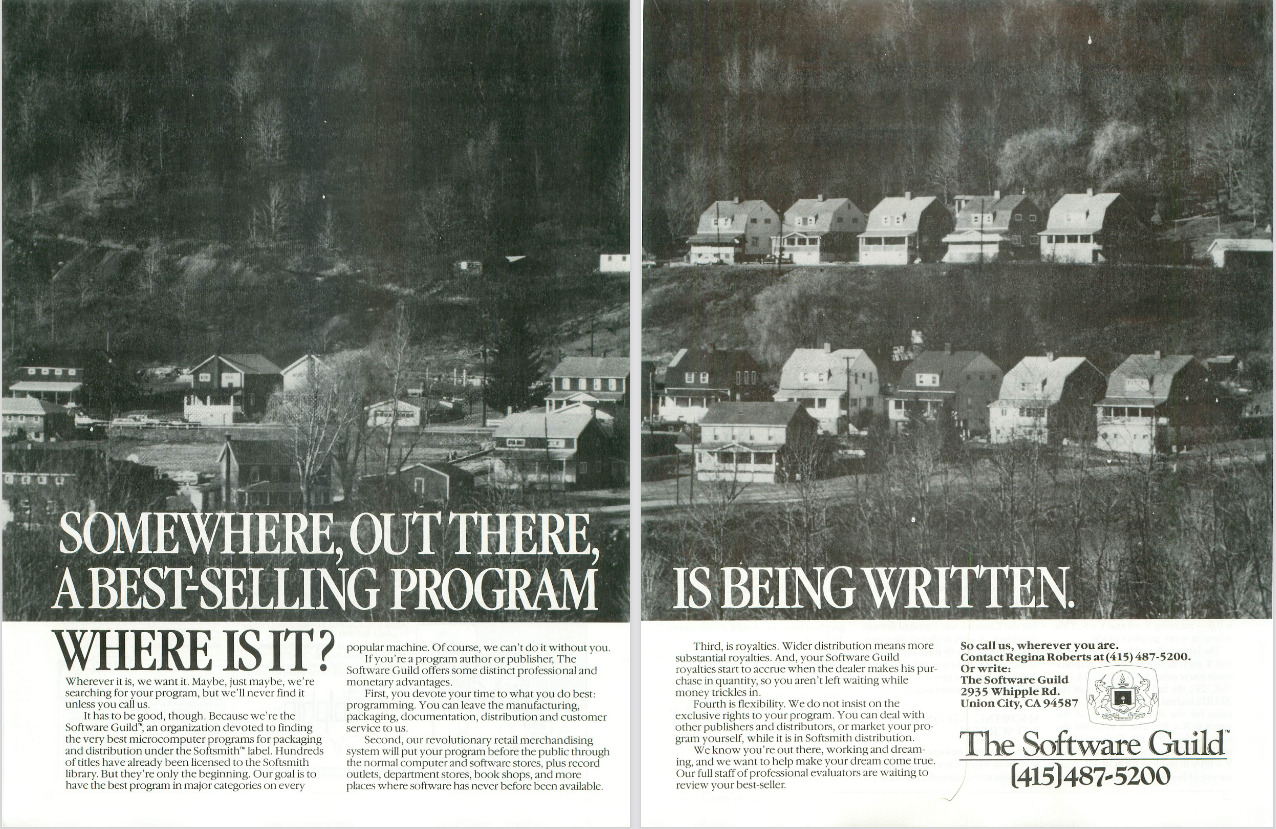 SOMEWHERE, OUT THERE,
A BEST-SELLING PROGRAM
IS BEING WRITTEN.
WHERE IS IT?
Wherever it is, we want it. Maybe, just maybe, we're
searching for your program, but we'll never find it
unless you call us.
It has to be good, though. Because we're the
Software Guild™, an organization devoted to finding
the very best microcomputer programs for packaging
and distribution under the Softsmith™ label. Hundreds
of titles have already been licensed to the Softsmith
library. But they're only the beginning. Our goal is to
have the best program in major categories on every
popular machine. Of course, we can't do it without you.
If you're a program author or publisher, The
Software Guild offers some distinct professional and
monetary advantages.
First, you devote your time to what you do best:
programming. You can leave the manufacturing,
packaging, documentation, distribution and customer
service to us.
Second, our revolutionary retail merchandising
system will put your program before the public through
the normal computer and software stores, plus record
outlets, department stores, book shops, and more
places where software has never before been available.
Third, is royalties. Wider distribution means more
substantial royalties. And, your Software Guild
royalties start to accrue when the dealer makes his pur-
chase in quantity, so you aren't left waiting while
money trickles in.
Fourth is flexibility. We do not insist on the
exclusive rights to your program. You can deal with
other publishers and distributors, or market your pro-
gram yourself, while it is in Softsmith distribution.
We know you're out there, working and dream-
ing, and we want to help make your dream come true.
Our full staff of professional evaluators are waiting to
review your best-seller.
So call us, wherever you are.
Contact Regina Roberts at (415) 487-5200.
Or write:
The Software Guild
2935 Whipple Rd.
Union City, CA 94587
The Software Guild™
(415)487-5200